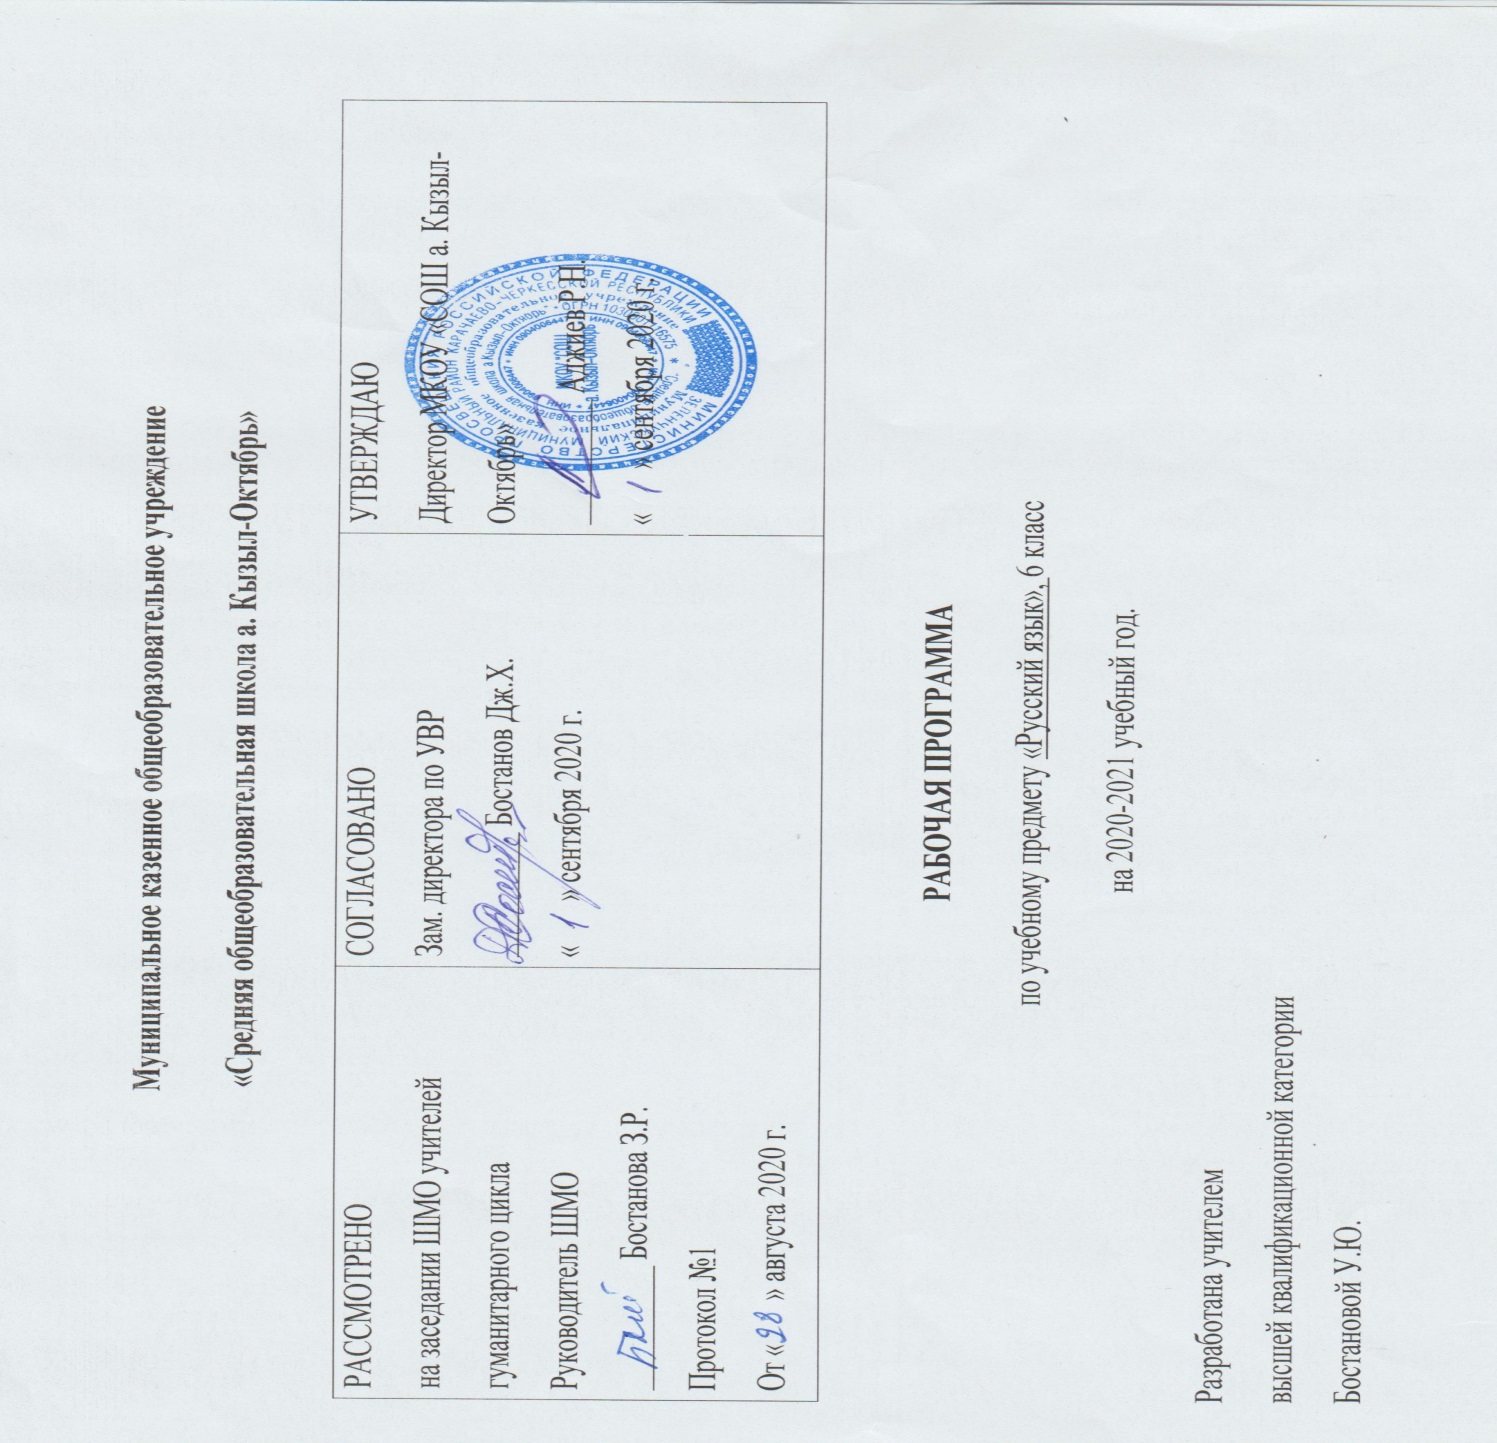 Муниципальное казенное общеобразовательное учреждение
«Средняя общеобразовательная школа а. Кызыл-Октябрь»
РАССМОТРЕНО
на заседании ШМО учителей
гуманитарного цикла
Руководитель ШМО
Бостанова З.Р.
Протокол №1
От «28 » августа 2020 г.
СОГЛАСОВАНО
Зам. директора по УВР
Бостанов Дж.Х.
« 1 » сентября 2020 г.
УТВЕРЖДАЮ
Директор МКОУ «СОШ а. Кызыл-
Октябрь»
Аджиев Р.Н.
« 1 » сентября 2020 г.
РАБОЧАЯ ПРОГРАММА
по учебному предмету «Русский язык», 6 класс
на 2020-2021 учебный год.
Разработана учителем
высшей квалификационной категории
Бостановой У.Ю.